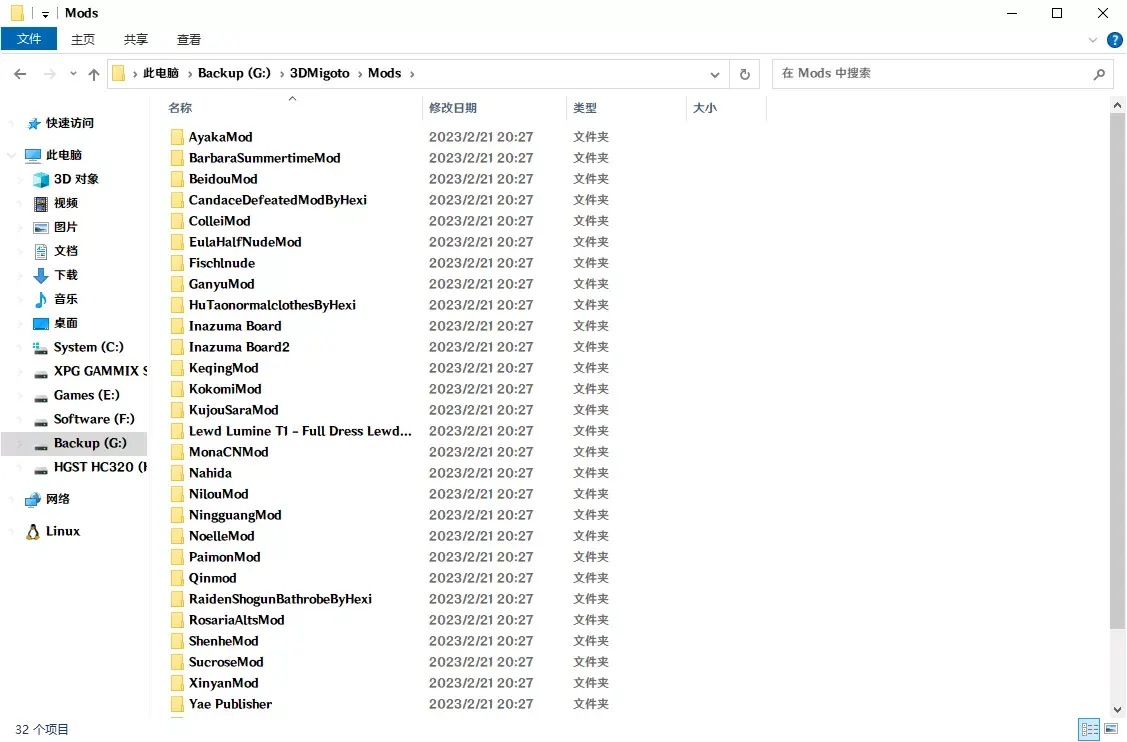 Mods
文件 主页 共享 查看
此电脑 › Backup (G:) › 3DMigoto › Mods ›
在 Mods 中搜索
快速访问
此电脑
3D 对象
视频
图片
文档
下载
音乐
桌面
System (C:)
XPG GAMMIX S
Games (E:)
Software (F:)
Backup (G:)
HGST HC320 (H
网络
Linux
名称 修改日期 类型 大小
AyakaMod 2023/2/21 20:27 文件夹
BarbaraSummertimeMod 2023/2/21 20:27 文件夹
BeidouMod 2023/2/21 20:27 文件夹
CandaceDefeatedModByHexi 2023/2/21 20:27 文件夹
ColleiMod 2023/2/21 20:27 文件夹
EulaHalfNudeMod 2023/2/21 20:27 文件夹
Fischlnude 2023/2/21 20:27 文件夹
GanyuMod 2023/2/21 20:27 文件夹
HuTaonormalclothesByHexi 2023/2/21 20:27 文件夹
Inazuma Board 2023/2/21 20:27 文件夹
Inazuma Board2 2023/2/21 20:27 文件夹
KeqingMod 2023/2/21 20:27 文件夹
KokomiMod 2023/2/21 20:27 文件夹
KujouSaraMod 2023/2/21 20:27 文件夹
Lewd Lumine T1 - Full Dress Lewd... 2023/2/21 20:27 文件夹
MonaCNMod 2023/2/21 20:27 文件夹
Nahida 2023/2/21 20:27 文件夹
NilouMod 2023/2/21 20:27 文件夹
NingguangMod 2023/2/21 20:27 文件夹
NoelleMod 2023/2/21 20:27 文件夹
PaimonMod 2023/2/21 20:27 文件夹
Qinmod 2023/2/21 20:27 文件夹
RaidenShogunBathrobeByHexi 2023/2/21 20:27 文件夹
RosariaAltsMod 2023/2/21 20:27 文件夹
ShenheMod 2023/2/21 20:27 文件夹
SucroseMod 2023/2/21 20:27 文件夹
XinyanMod 2023/2/21 20:27 文件夹
Yae Publisher 2023/2/21 20:27 文件夹
32 个项目